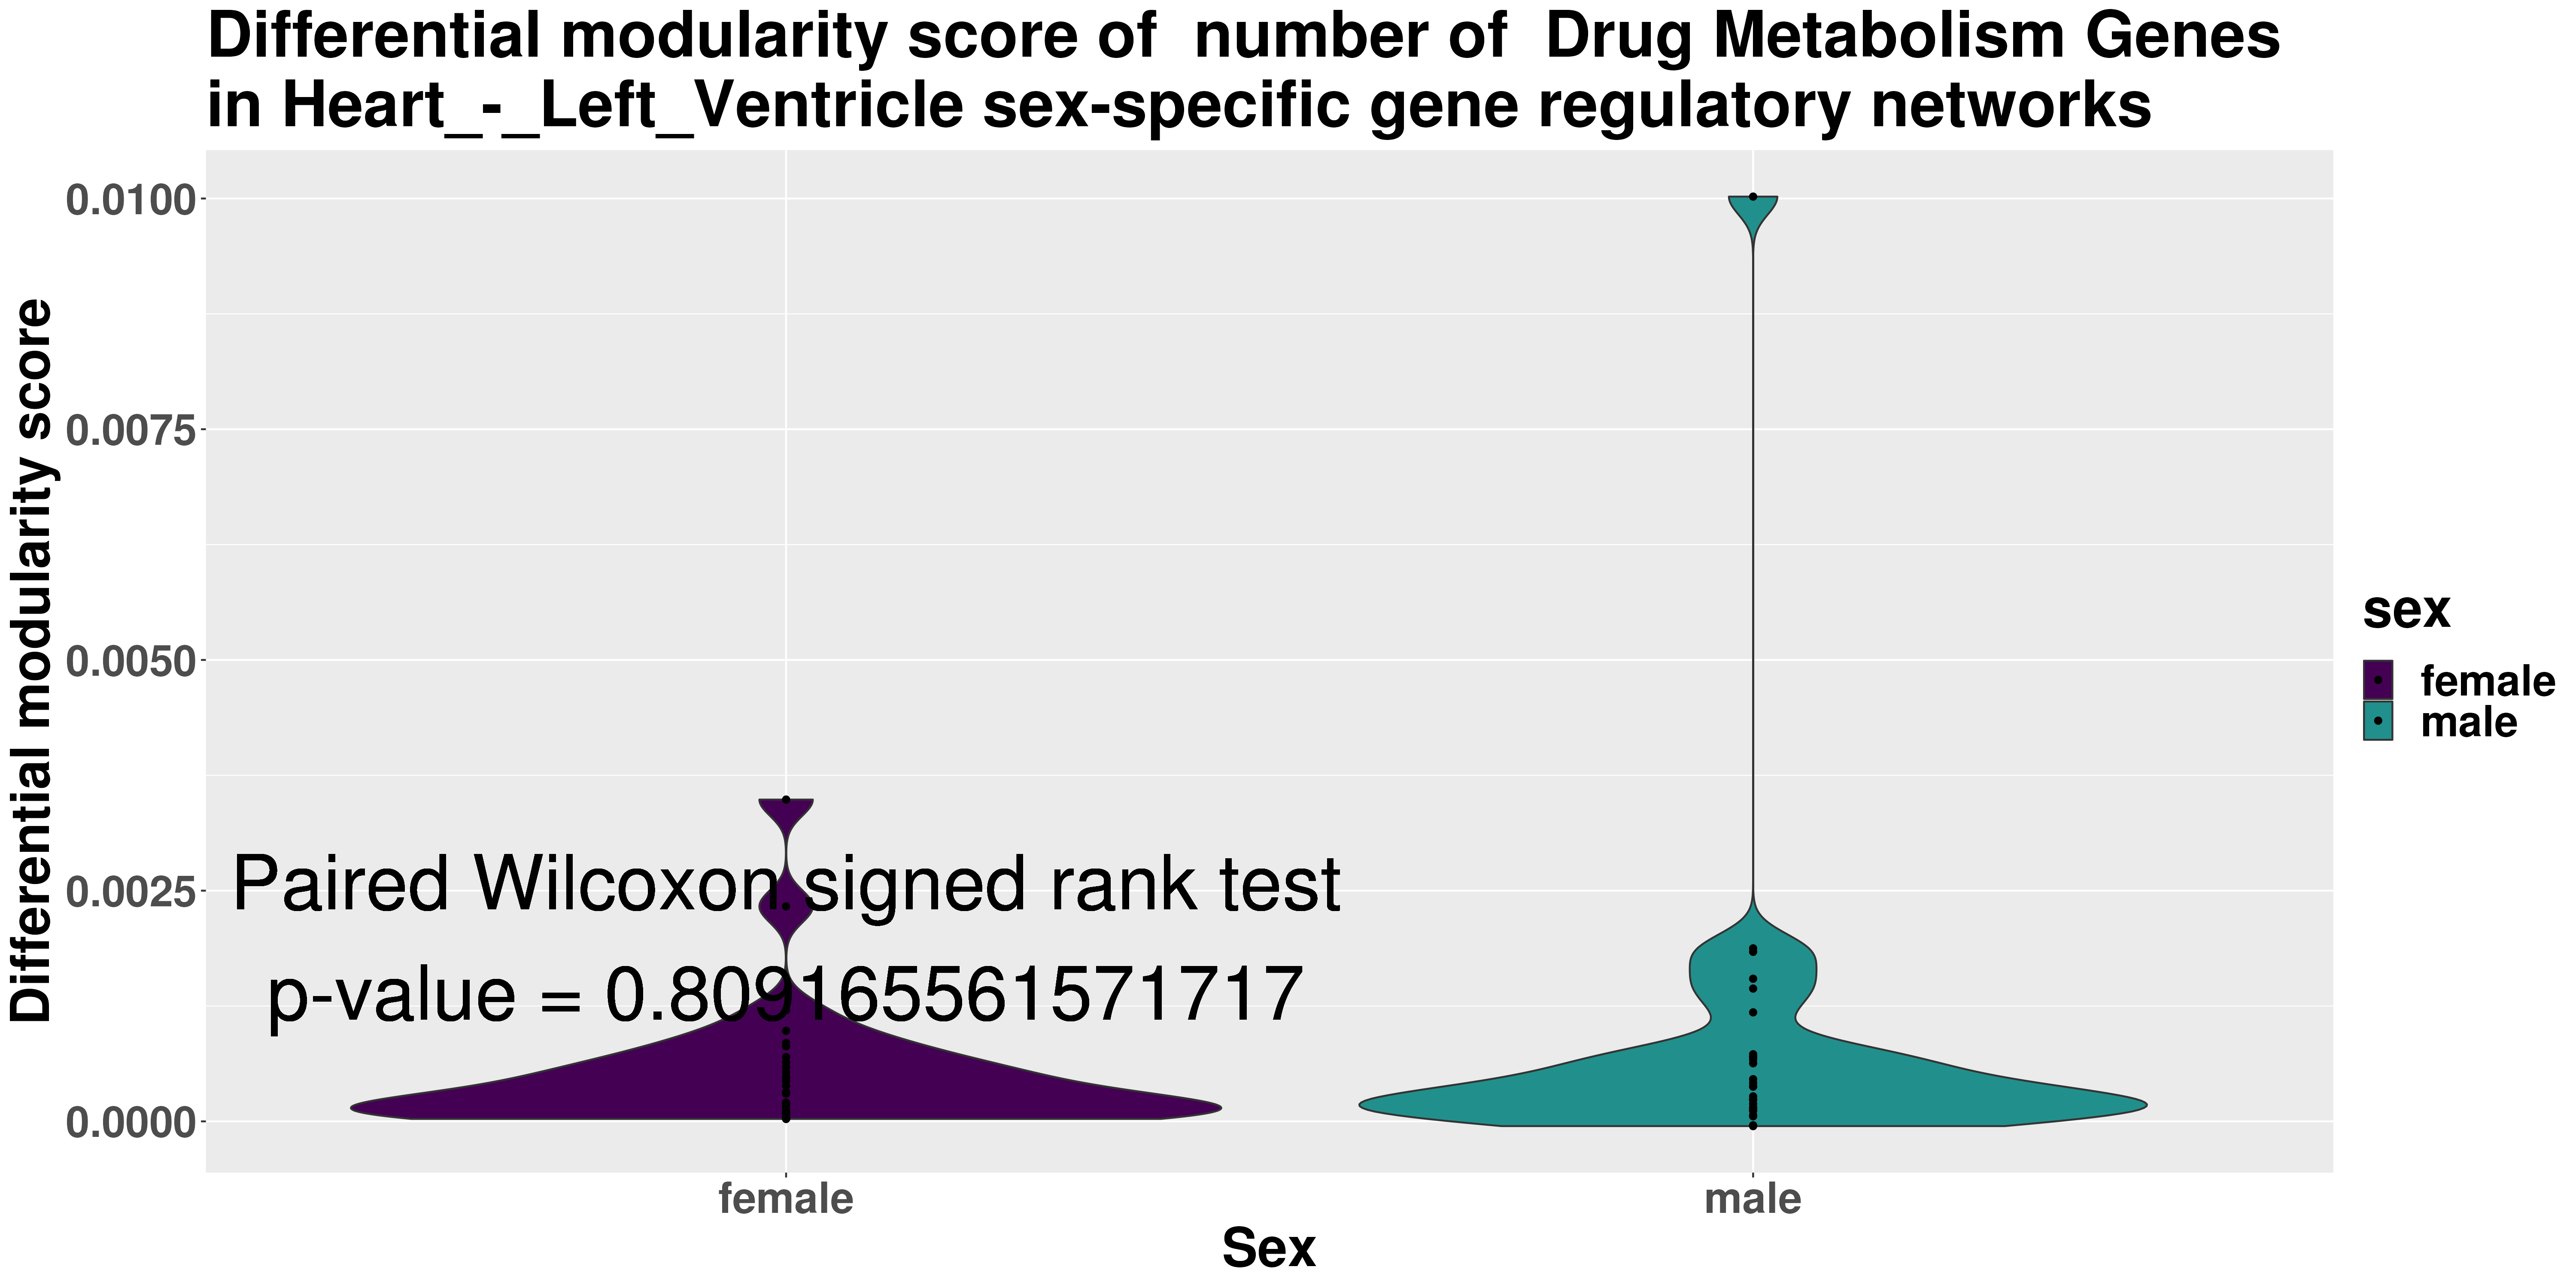 Differential modularity score of  number of  Drug Metabolism Genes
in Heart_-_Left_Ventricle sex-specific gene regulatory networks
Differential modularity score
0.0100
0.0075
0.0050
0.0025
0.0000
Paired Wilcoxon signed rank test
p-value = 0.809165561571717
female
male
Sex
sex
female
male